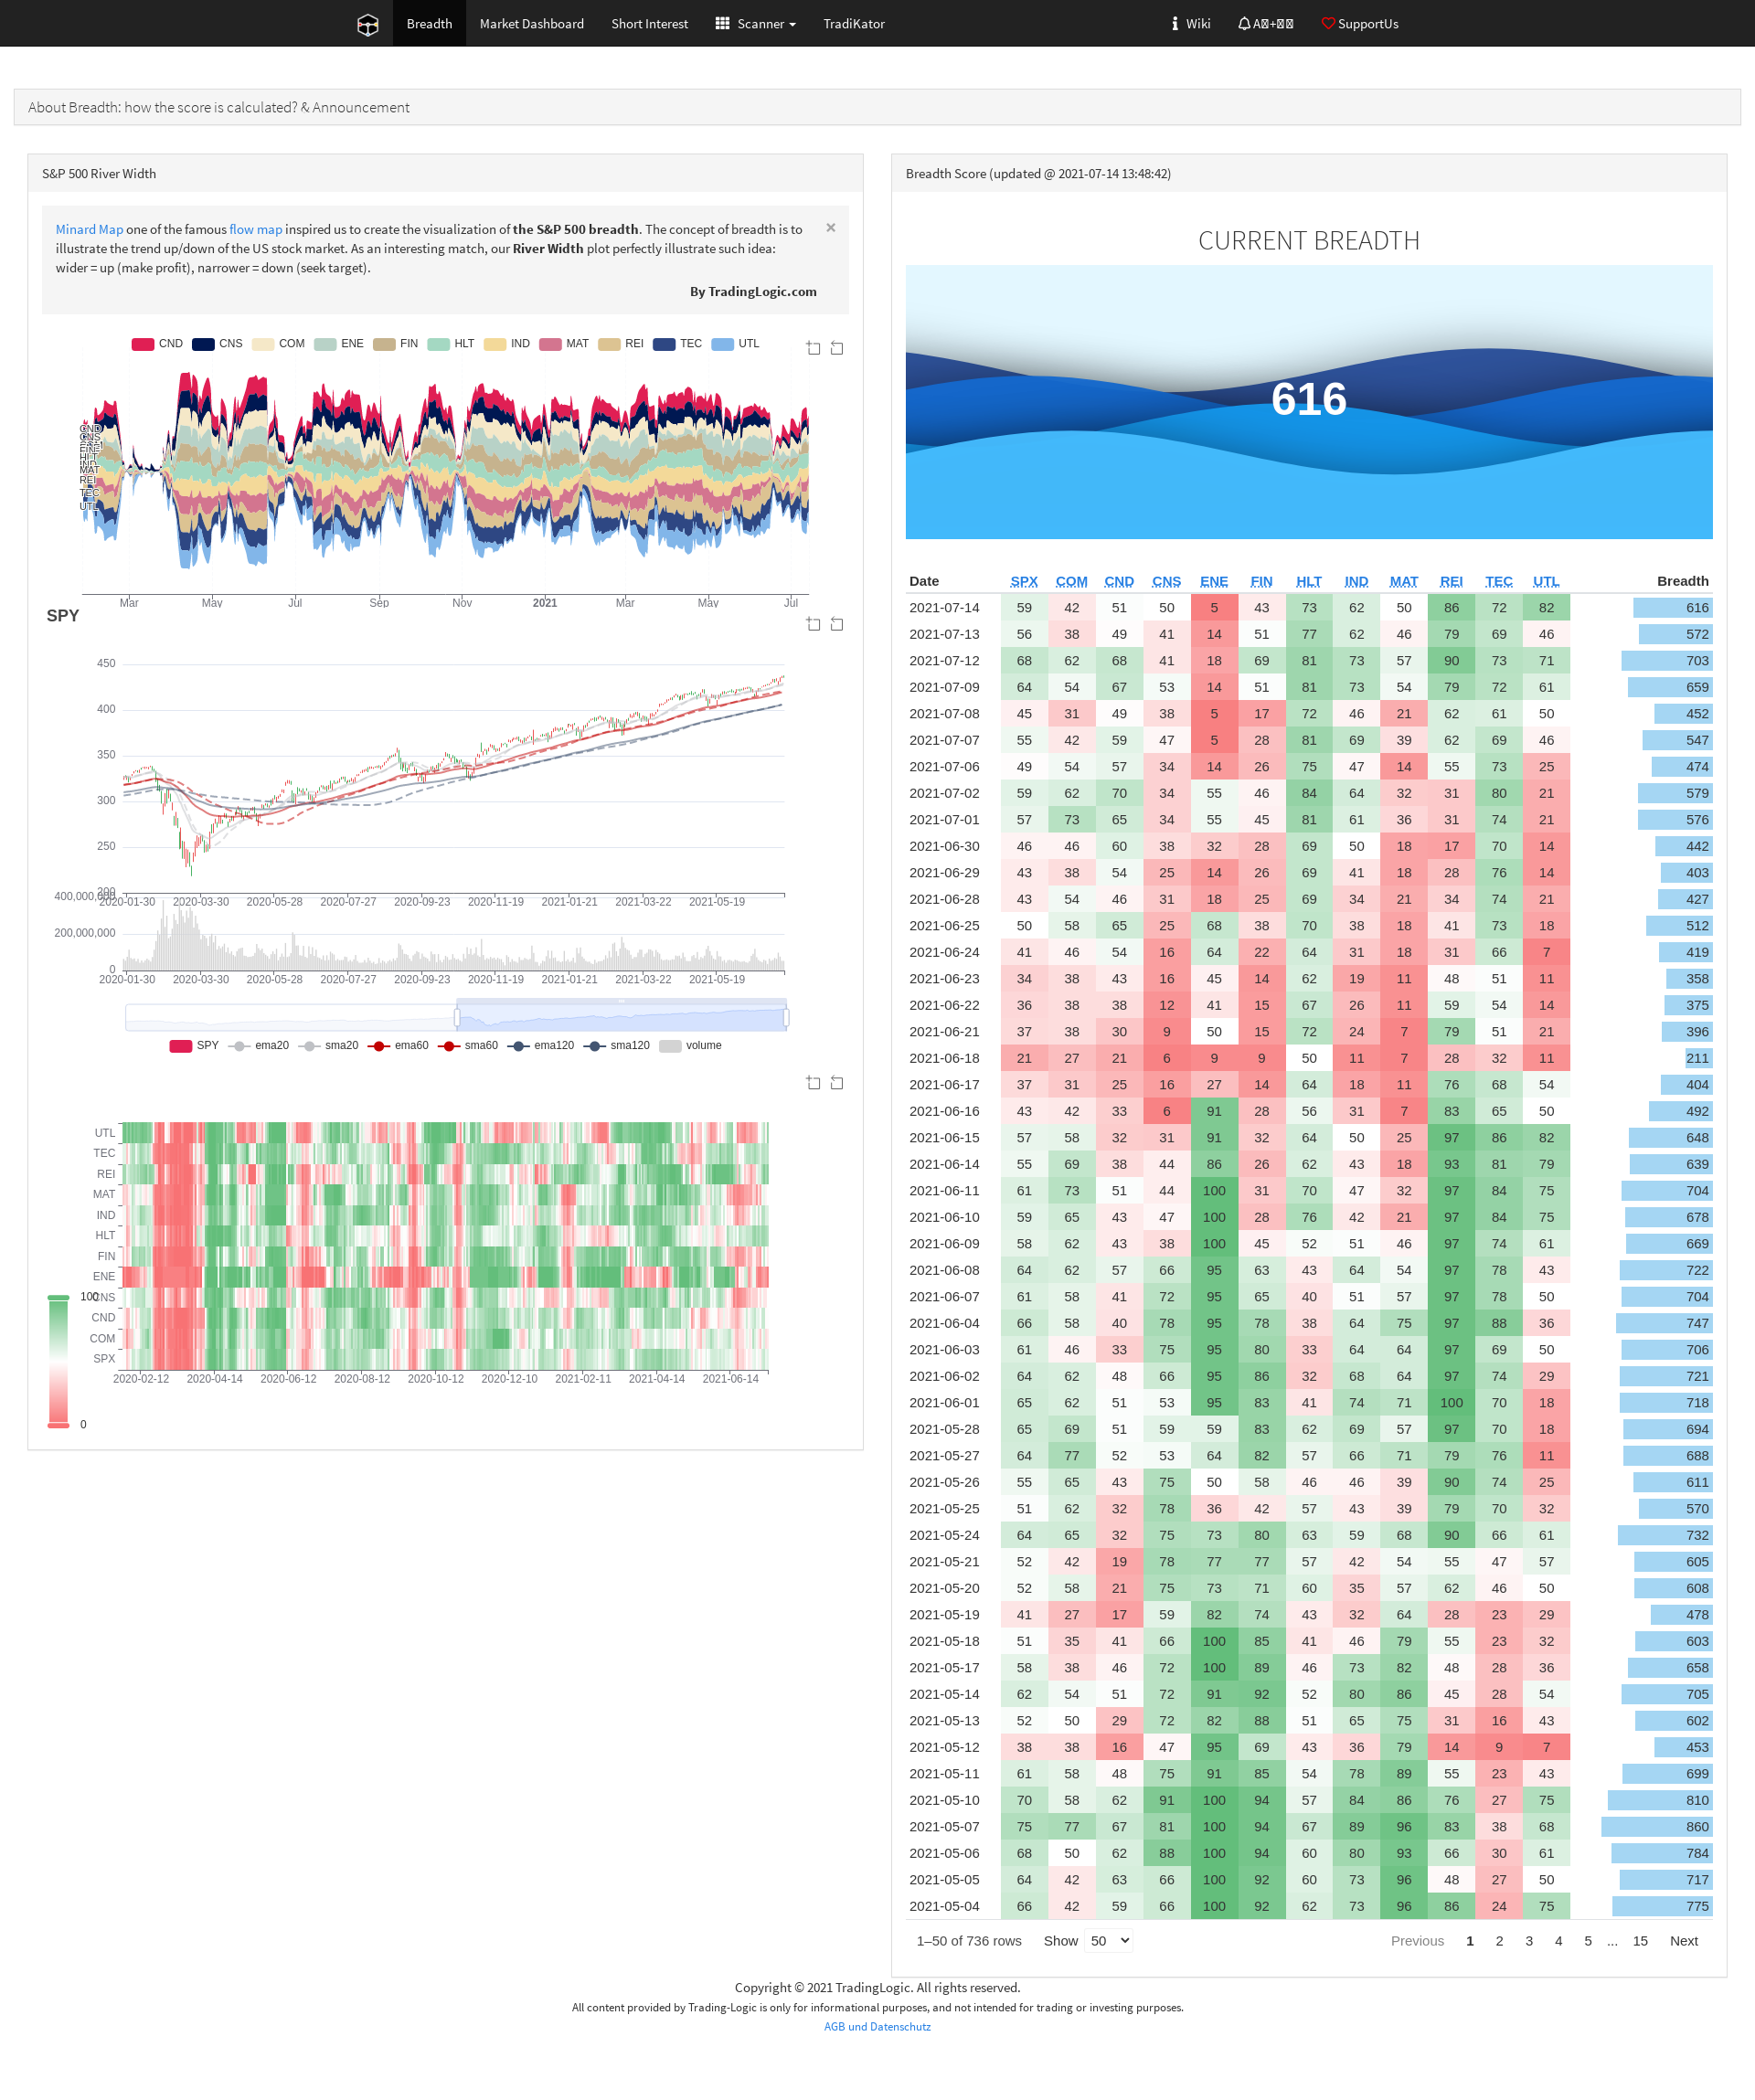 Breadth Market Dashboard Short Interest Scanner TradiKator Wiki SupportUs
About Breadth: how the score is calculated? & Announcement
S&P 500 River Width
Minard Map one of the famous flow map inspired us to create the visualization of the S&P 500 breadth. The concept of breadth is to
illustrate the trend up/down of the US stock market. As an interesting match, our River Width plot perfectly illustrate such idea:
wider = up (make profit), narrower = down (seek target).
×
By TradingLogic.com
CND CNS COM ENE FIN HLT IND MAT REI TEC UTL
CND
CNS
FIN
HLT
IND
MAT
REI
TEC
UTL
Mar May Jul Sep Nov 2021 Mar May Jul
SPY
450
400
350
300
250
200
2020-01-30 2020-03-30 2020-05-28 2020-07-27 2020-09-23 2020-11-19 2021-01-21 2021-03-22 2021-05-19
400,000,000
200,000,000
0
2020-01-30 2020-03-30 2020-05-28 2020-07-27 2020-09-23 2020-11-19 2021-01-21 2021-03-22 2021-05-19
SPY ema20 sma20 ema60 sma60 ema120 sma120 volume
UTL
TEC
REI
MAT
IND
HLT
FIN
ENE
CNS
CND
COM
SPX
2020-02-12 2020-04-14 2020-06-12 2020-08-12 2020-10-12 2020-12-10 2021-02-11 2021-04-14 2021-06-14
100
0
Breadth Score (updated @ 2021-07-14 13:48:42)
CURRENT BREADTH
616
Date SPX COM CND CNS ENE FIN HLT IND MAT REI TEC UTL Breadth
2021-07-14 59 42 51 50 5 43 73 62 50 86 72 82 616
2021-07-13 56 38 49 41 14 51 77 62 46 79 69 46 572
2021-07-12 68 62 68 41 18 69 81 73 57 90 73 71 703
2021-07-09 64 54 67 53 14 51 81 73 54 79 72 61 659
2021-07-08 45 31 49 38 5 17 72 46 21 62 61 50 452
2021-07-07 55 42 59 47 5 28 81 69 39 62 69 46 547
2021-07-06 49 54 57 34 14 26 75 47 14 55 73 25 474
2021-07-02 59 62 70 34 55 46 84 64 32 31 80 21 579
2021-07-01 57 73 65 34 55 45 81 61 36 31 74 21 576
2021-06-30 46 46 60 38 32 28 69 50 18 17 70 14 442
2021-06-29 43 38 54 25 14 26 69 41 18 28 76 14 403
2021-06-28 43 54 46 31 18 25 69 34 21 34 74 21 427
2021-06-25 50 58 65 25 68 38 70 38 18 41 73 18 512
2021-06-24 41 46 54 16 64 22 64 31 18 31 66 7 419
2021-06-23 34 38 43 16 45 14 62 19 11 48 51 11 358
2021-06-22 36 38 38 12 41 15 67 26 11 59 54 14 375
2021-06-21 37 38 30 9 50 15 72 24 7 79 51 21 396
2021-06-18 21 27 21 6 9 9 50 11 7 28 32 11 211
2021-06-17 37 31 25 16 27 14 64 18 11 76 68 54 404
2021-06-16 43 42 33 6 91 28 56 31 7 83 65 50 492
2021-06-15 57 58 32 31 91 32 64 50 25 97 86 82 648
2021-06-14 55 69 38 44 86 26 62 43 18 93 81 79 639
2021-06-11 61 73 51 44 100 31 70 47 32 97 84 75 704
2021-06-10 59 65 43 47 100 28 76 42 21 97 84 75 678
2021-06-09 58 62 43 38 100 45 52 51 46 97 74 61 669
2021-06-08 64 62 57 66 95 63 43 64 54 97 78 43 722
2021-06-07 61 58 41 72 95 65 40 51 57 97 78 50 704
2021-06-04 66 58 40 78 95 78 38 64 75 97 88 36 747
2021-06-03 61 46 33 75 95 80 33 64 64 97 69 50 706
2021-06-02 64 62 48 66 95 86 32 68 64 97 74 29 721
2021-06-01 65 62 51 53 95 83 41 74 71 100 70 18 718
2021-05-28 65 69 51 59 59 83 62 69 57 97 70 18 694
2021-05-27 64 77 52 53 64 82 57 66 71 79 76 11 688
2021-05-26 55 65 43 75 50 58 46 46 39 90 74 25 611
2021-05-25 51 62 32 78 36 42 57 43 39 79 70 32 570
2021-05-24 64 65 32 75 73 80 63 59 68 90 66 61 732
2021-05-21 52 42 19 78 77 77 57 42 54 55 47 57 605
2021-05-20 52 58 21 75 73 71 60 35 57 62 46 50 608
2021-05-19 41 27 17 59 82 74 43 32 64 28 23 29 478
2021-05-18 51 35 41 66 100 85 41 46 79 55 23 32 603
2021-05-17 58 38 46 72 100 89 46 73 82 48 28 36 658
2021-05-14 62 54 51 72 91 92 52 80 86 45 28 54 705
2021-05-13 52 50 29 72 82 88 51 65 75 31 16 43 602
2021-05-12 38 38 16 47 95 69 43 36 79 14 9 7 453
2021-05-11 61 58 48 75 91 85 54 78 89 55 23 43 699
2021-05-10 70 58 62 91 100 94 57 84 86 76 27 75 810
2021-05-07 75 77 67 81 100 94 67 89 96 83 38 68 860
2021-05-06 68 50 62 88 100 94 60 80 93 66 30 61 784
2021-05-05 64 42 63 66 100 92 60 73 96 48 27 50 717
2021-05-04 66 42 59 66 100 92 62 73 96 86 24 75 775
1–50 of 736 rows Show 50 Previous 1 2 3 4 5 ... 15 Next
Copyright © 2021 TradingLogic. All rights reserved.
All content provided by Trading-Logic is only for informational purposes, and not intended for trading or investing purposes.
AGB und Datenschutz